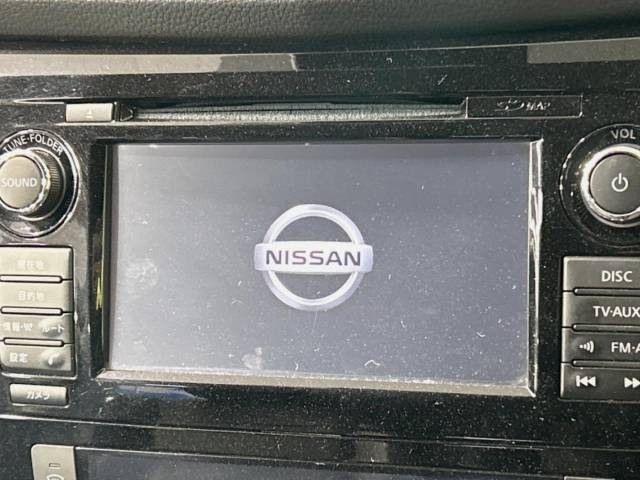 SD MAP
TUNE·FOLDER
VOL
SOUND
NISSAN
現在地
目的地
情報・VICS ルート
設定
カメラ
DISC
TV·AUX
FM·A